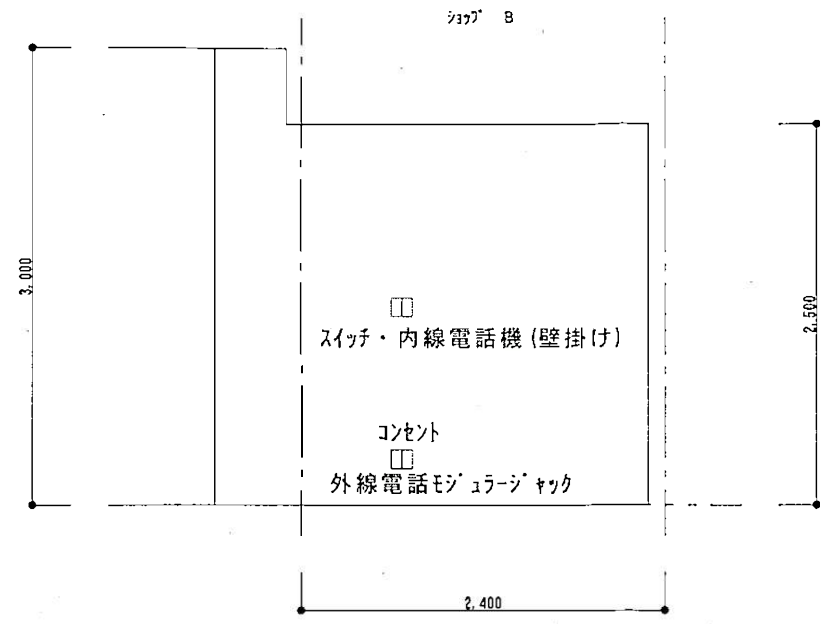 ｼｮｯﾌﾟ B
3,000
2,500
ｽｲｯﾁ・内線電話機(壁掛け)
ｺﾝｾﾝﾄ
外線電話ﾓｼﾞｭﾗｰｼﾞｬｯｸ
2,400